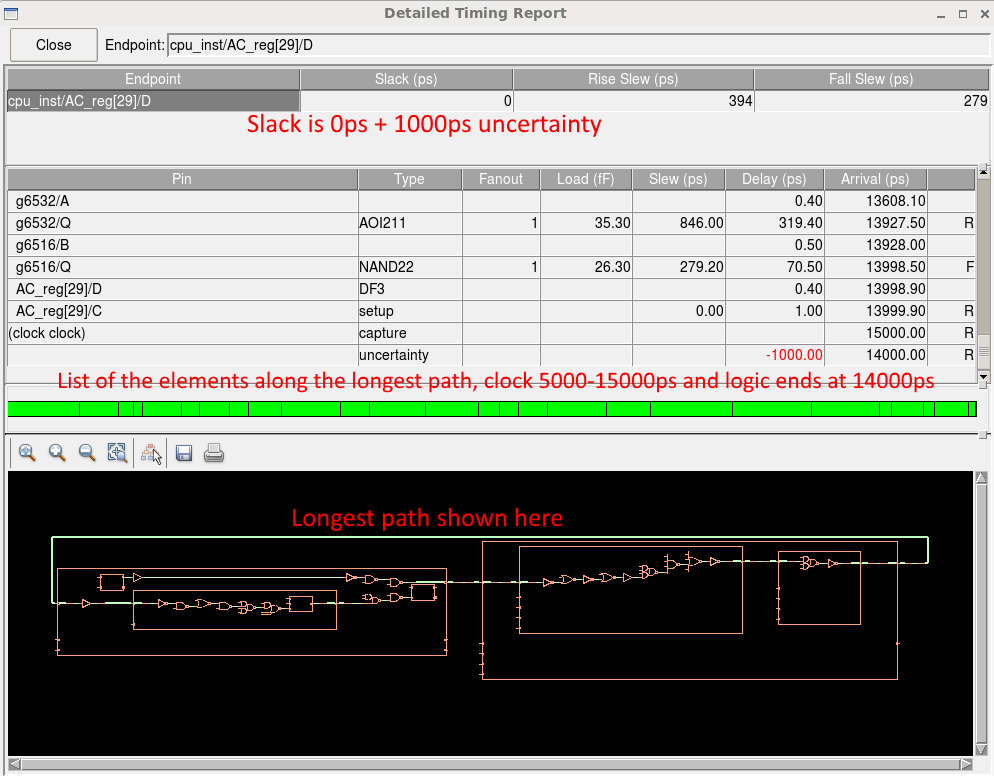 Detailed Timing Report
Close Endpoint: cpu_inst/AC_reg[29]/D
Endpoint Slack (ps) Rise Slew (ps) Fall Slew (ps)
cpu_inst/AC_reg[29]/D 0 394 279
Slack is 0ps + 1000ps uncertainty
Pin Type Fanout Load (fF) Slew (ps) Delay (ps) Arrival (ps)
g6532/A 0.40 13608.10
g6532/Q AOI211 1 35.30 846.00 319.40 13927.50 R
g6516/B 0.50 13928.00
g6516/Q NAND22 1 26.30 279.20 70.50 13998.50 F
AC_reg[29]/D DF3 0.40 13998.90
AC_reg[29]/C setup 0.00 1.00 13999.90 R
(clock clock) capture 15000.00 R
uncertainty -1000.00 14000.00 R
List of the elements along the longest path, clock 5000-15000ps and logic ends at 14000ps
Longest path shown here